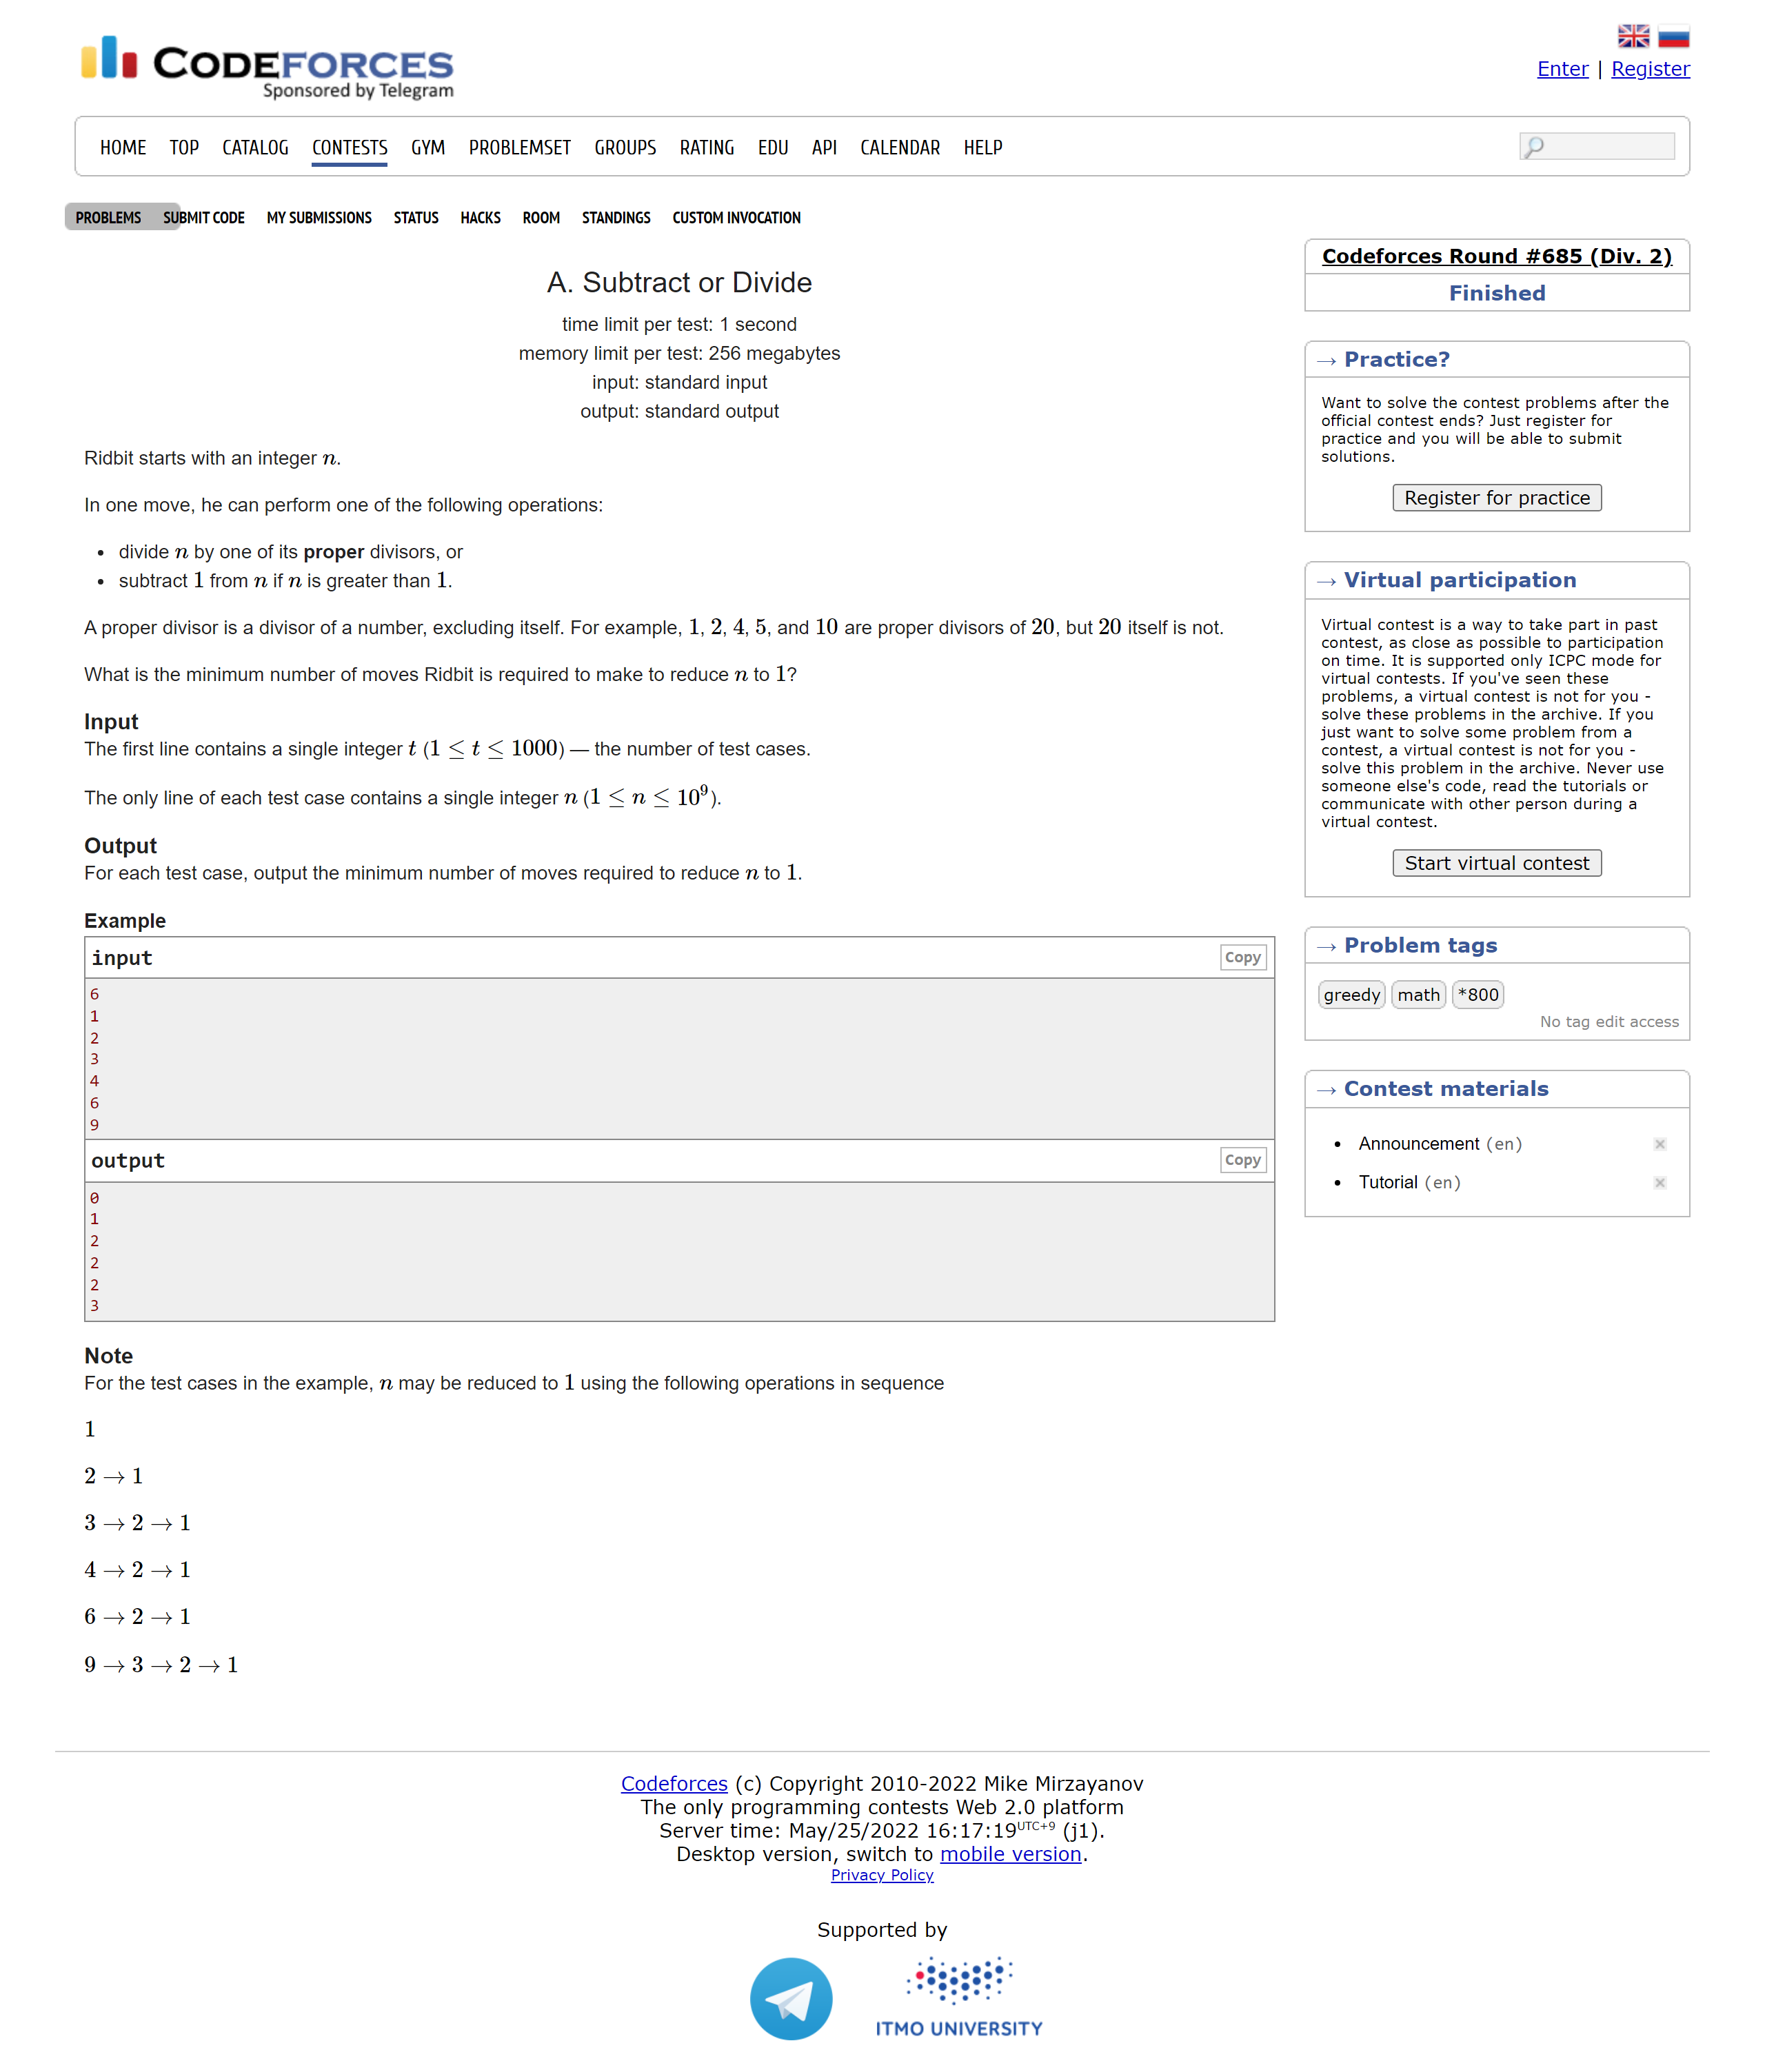 CODEFORCES
Sponsored by Telegram
Enter | Register
HOME TOP CATALOG CONTESTS GYM PROBLEMSET GROUPS RATING EDU API CALENDAR HELP
PROBLEMS SUBMIT CODE MY SUBMISSIONS STATUS HACKS ROOM STANDINGS CUSTOM INVOCATION
A. Subtract or Divide
time limit per test: 1 second
memory limit per test: 256 megabytes
input: standard input
output: standard output
Ridbit starts with an integer n.
In one move, he can perform one of the following operations:
• divide n by one of its proper divisors, or
• subtract 1 from n if n is greater than 1.
A proper divisor is a divisor of a number, excluding itself. For example, 1, 2, 4, 5, and 10 are proper divisors of 20, but 20 itself is not.
What is the minimum number of moves Ridbit is required to make to reduce n to 1?
Input
The first line contains a single integer t (1 ≤ t ≤ 1000) — the number of test cases.
The only line of each test case contains a single integer n (1 ≤ n ≤ 10⁹).
Output
For each test case, output the minimum number of moves required to reduce n to 1.
Example
input Copy
6
1
2
3
4
6
9
output Copy
0
1
2
2
2
3
Note
For the test cases in the example, n may be reduced to 1 using the following operations in sequence
1
2 → 1
3 → 2 → 1
4 → 2 → 1
6 → 2 → 1
9 → 3 → 2 → 1
Codeforces Round #685 (Div. 2)
Finished
→ Practice?
Want to solve the contest problems after the
official contest ends? Just register for
practice and you will be able to submit
solutions.
Register for practice
→ Virtual participation
Virtual contest is a way to take part in past
contest, as close as possible to participation
on time. It is supported only ICPC mode for
virtual contests. If you've seen these
problems, a virtual contest is not for you -
solve these problems in the archive. If you
just want to solve some problem from a
contest, a virtual contest is not for you -
solve this problem in the archive. Never use
someone else's code, read the tutorials or
communicate with other person during a
virtual contest.
Start virtual contest
→ Problem tags
greedy math *800
No tag edit access
→ Contest materials
• Announcement (en)
• Tutorial (en)
Codeforces (c) Copyright 2010-2022 Mike Mirzayanov
The only programming contests Web 2.0 platform
Server time: May/25/2022 16:17:19 UTC+9 (j1).
Desktop version, switch to mobile version.
Privacy Policy
Supported by
ITMO UNIVERSITY